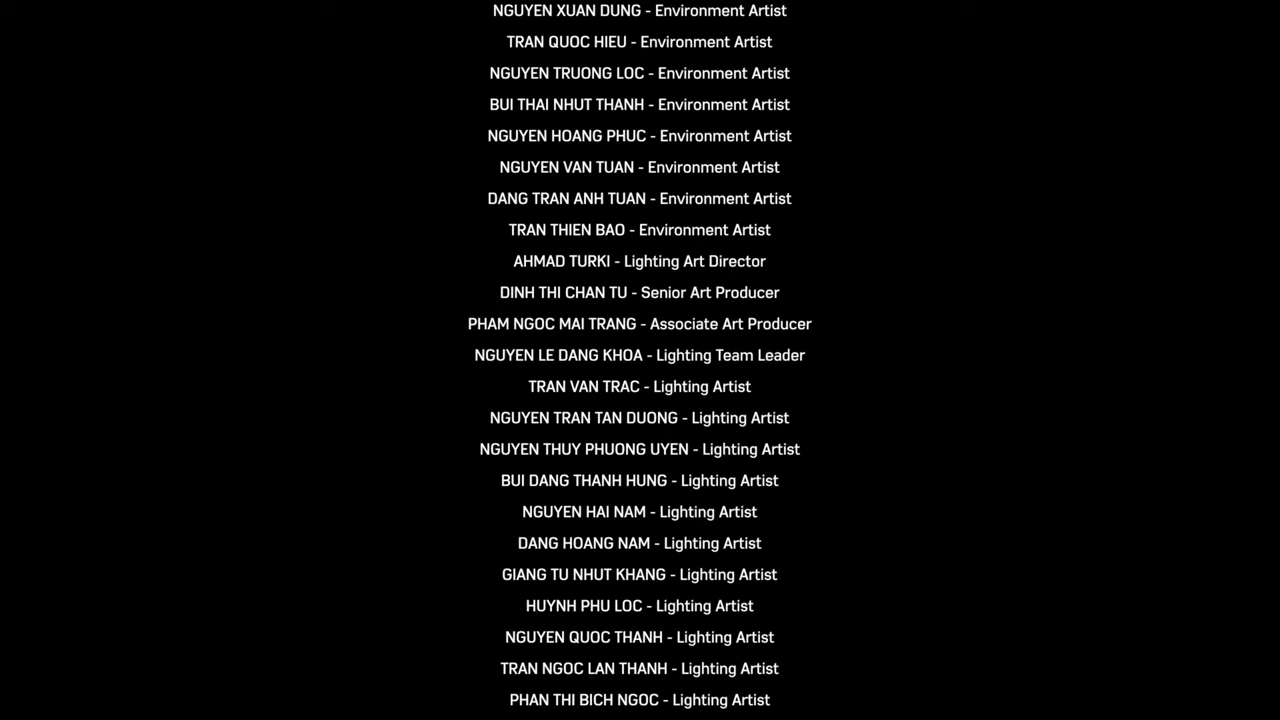 NGUYEN XUAN DUNG - Environment Artist
TRAN QUOC HIEU - Environment Artist
NGUYEN TRUONG LOC - Environment Artist
BUI THAI NHUT THANH - Environment Artist
NGUYEN HOANG PHUC - Environment Artist
NGUYEN VAN TUAN - Environment Artist
DANG TRAN ANH TUAN - Environment Artist
TRAN THIEN BAO - Environment Artist
AHMAD TURKI - Lighting Art Director
DINH THI CHAN TU - Senior Art Producer
PHAM NGOC MAI TRANG - Associate Art Producer
NGUYEN LE DANG KHOA - Lighting Team Leader
TRAN VAN TRAC - Lighting Artist
NGUYEN TRAN TAN DUONG - Lighting Artist
NGUYEN THUY PHUONG UYEN - Lighting Artist
BUI DANG THANH HUNG - Lighting Artist
NGUYEN HAI NAM - Lighting Artist
DANG HOANG NAM - Lighting Artist
GIANG TU NHUT KHANG - Lighting Artist
HUYNH PHU LOC - Lighting Artist
NGUYEN QUOC THANH - Lighting Artist
TRAN NGOC LAN THANH - Lighting Artist
PHAN THI BICH NGOC - Lighting Artist